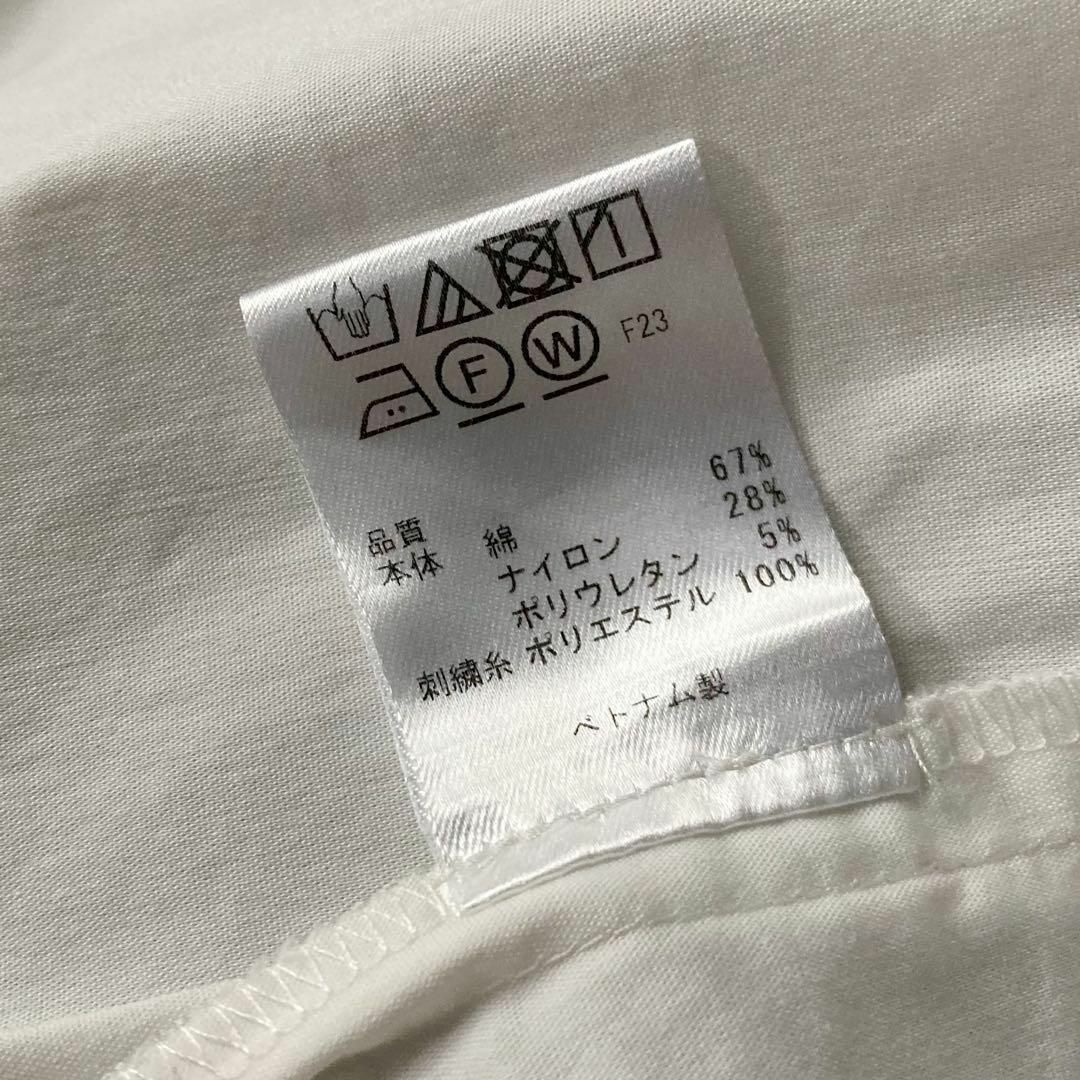 F W F23
品質
本体 綿 67%
ナイロン 28%
ポリウレタン 5%
刺繍糸 ポリエステル 100%
ベトナム製